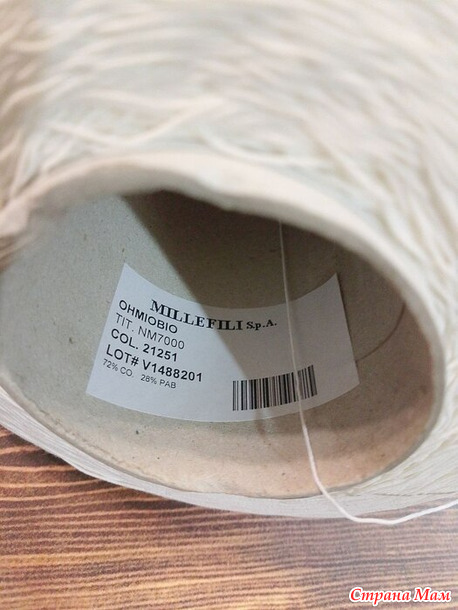 MILLEFILI S.p.A.
OHMIOBIO
TIT. NM7000
COL. 21251
LOT# V1488201
72% CO. 28% PAB
Страна Мам